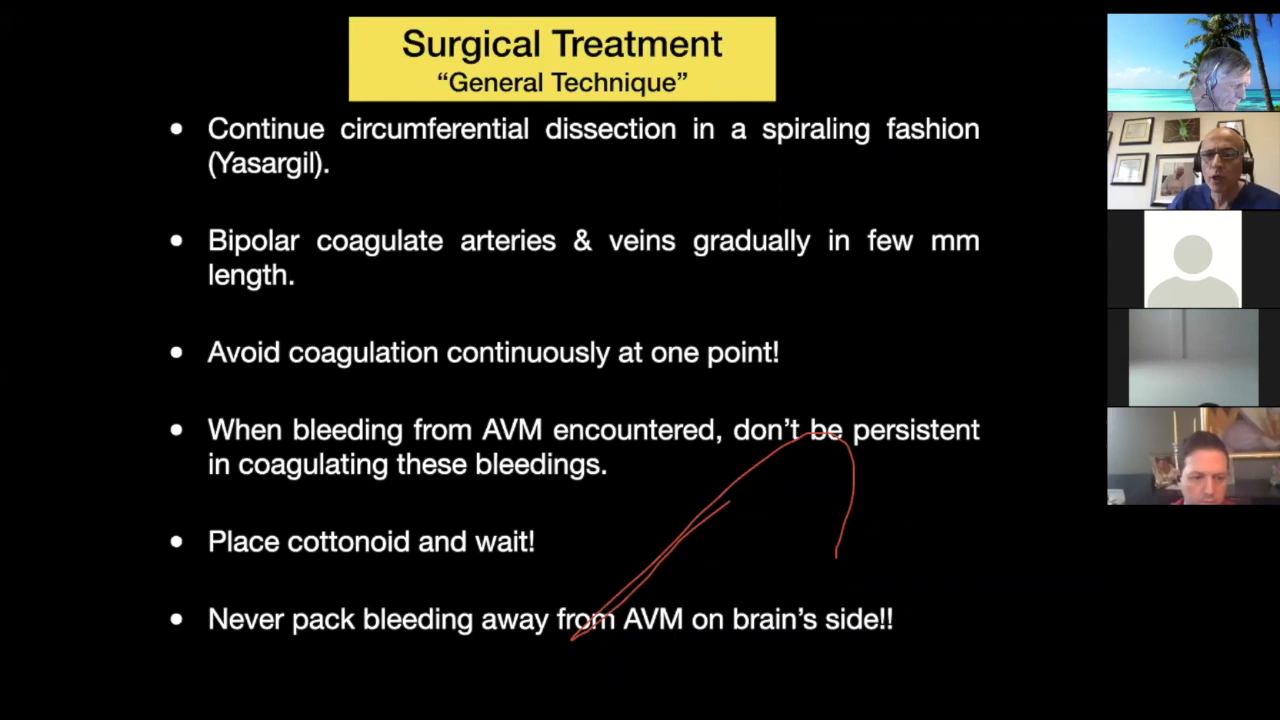 Surgical Treatment
“General Technique”
• Continue circumferential dissection in a spiraling fashion
(Yasargil).
• Bipolar coagulate arteries & veins gradually in few mm
length.
• Avoid coagulation continuously at one point!
• When bleeding from AVM encountered, don’t be persistent
in coagulating these bleedings.
• Place cottonoid and wait!
• Never pack bleeding away from AVM on brain’s side!!